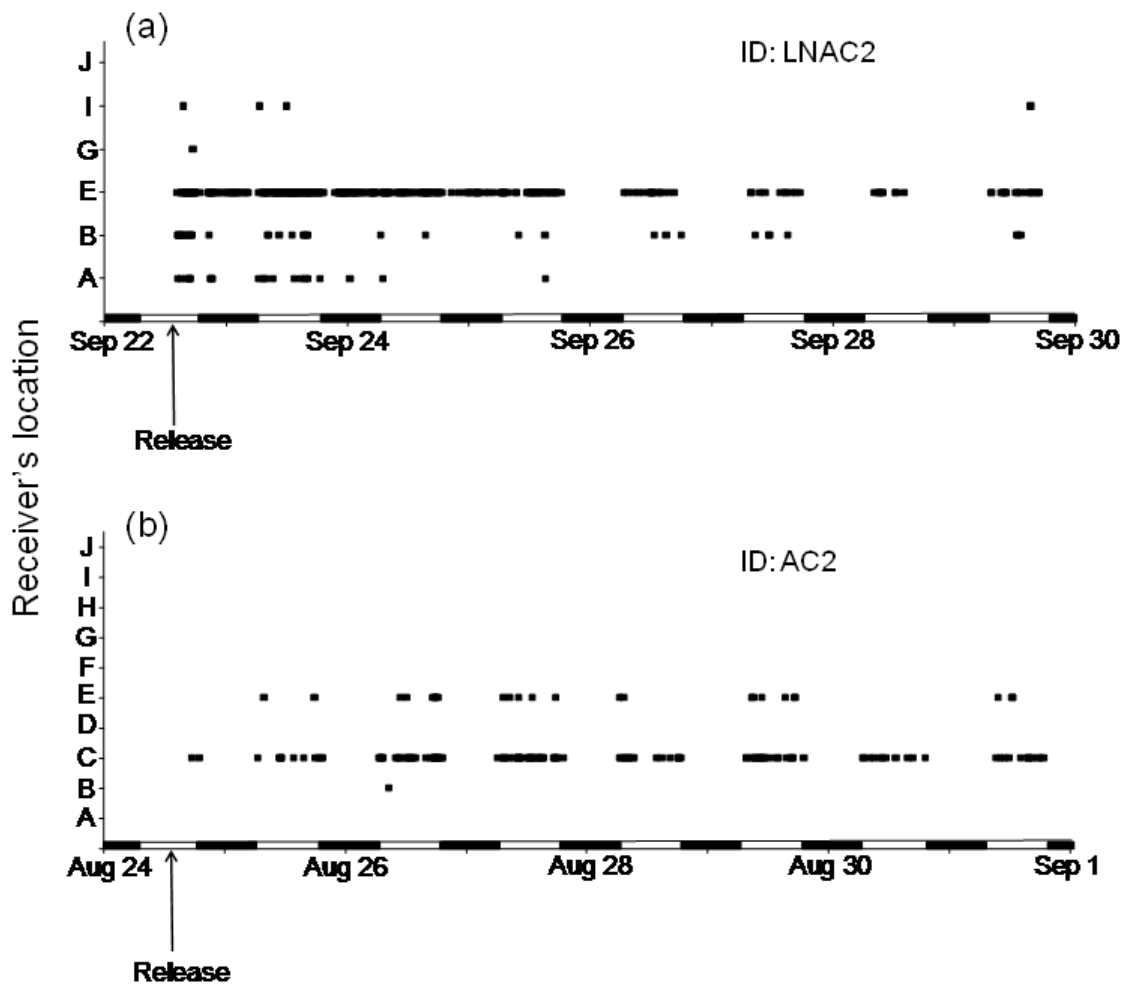 (a)
ID: LNAC2
J
I
G
E
B
A
Sep 22 Sep 24 Sep 26 Sep 28 Sep 30
Release
Receiver's location
(b)
ID: AC2
J
I
H
G
F
E
D
C
B
A
Aug 24 Aug 26 Aug 28 Aug 30 Sep 1
Release